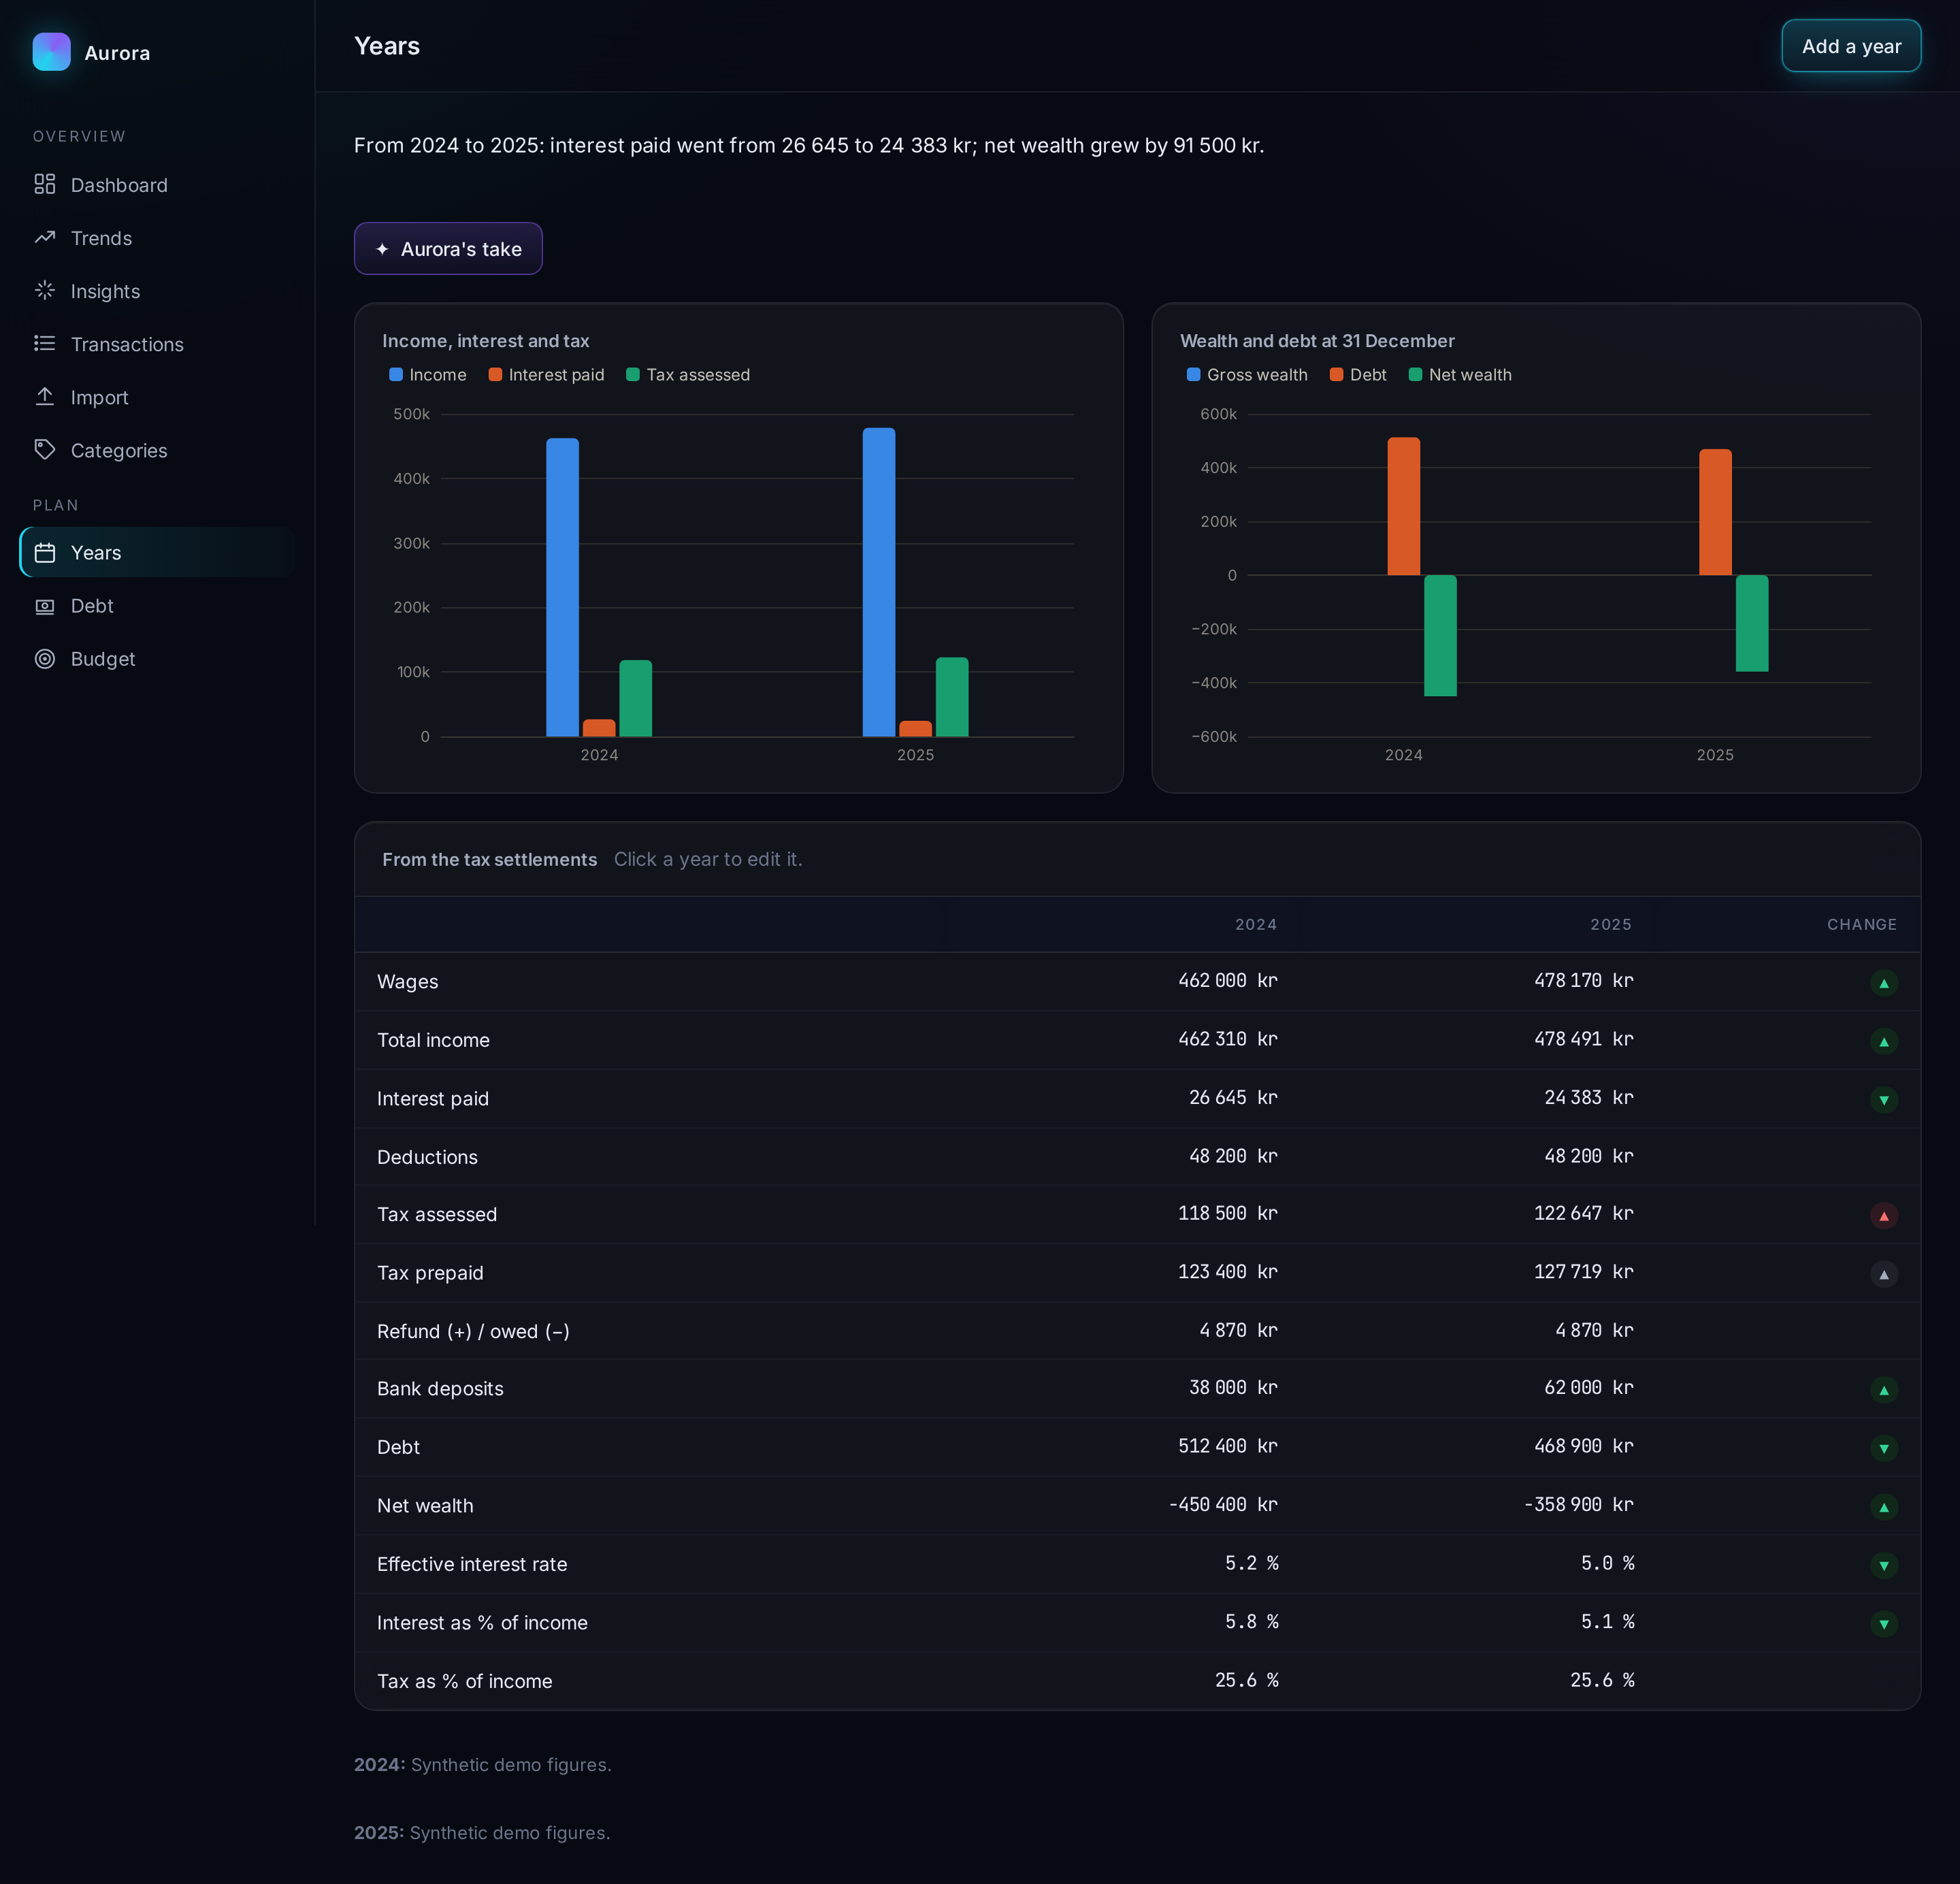 Aurora
OVERVIEW
Dashboard
Trends
Insights
Transactions
Import
Categories
PLAN
Years
Debt
Budget
Years
Add a year
From 2024 to 2025: interest paid went from 26 645 to 24 383 kr; net wealth grew by 91 500 kr.
✦ Aurora's take
Income, interest and tax
Income Interest paid Tax assessed
500k
400k
300k
200k
100k
0
2024 2025
Wealth and debt at 31 December
Gross wealth Debt Net wealth
600k
400k
200k
0
−200k
−400k
−600k
2024 2025
From the tax settlements Click a year to edit it.
2024 2025 CHANGE
Wages 462 000 kr 478 170 kr ▲
Total income 462 310 kr 478 491 kr ▲
Interest paid 26 645 kr 24 383 kr ▼
Deductions 48 200 kr 48 200 kr
Tax assessed 118 500 kr 122 647 kr ▲
Tax prepaid 123 400 kr 127 719 kr ▲
Refund (+) / owed (−) 4 870 kr 4 870 kr
Bank deposits 38 000 kr 62 000 kr ▲
Debt 512 400 kr 468 900 kr ▼
Net wealth -450 400 kr -358 900 kr ▲
Effective interest rate 5.2 % 5.0 % ▼
Interest as % of income 5.8 % 5.1 % ▼
Tax as % of income 25.6 % 25.6 %
2024: Synthetic demo figures.
2025: Synthetic demo figures.